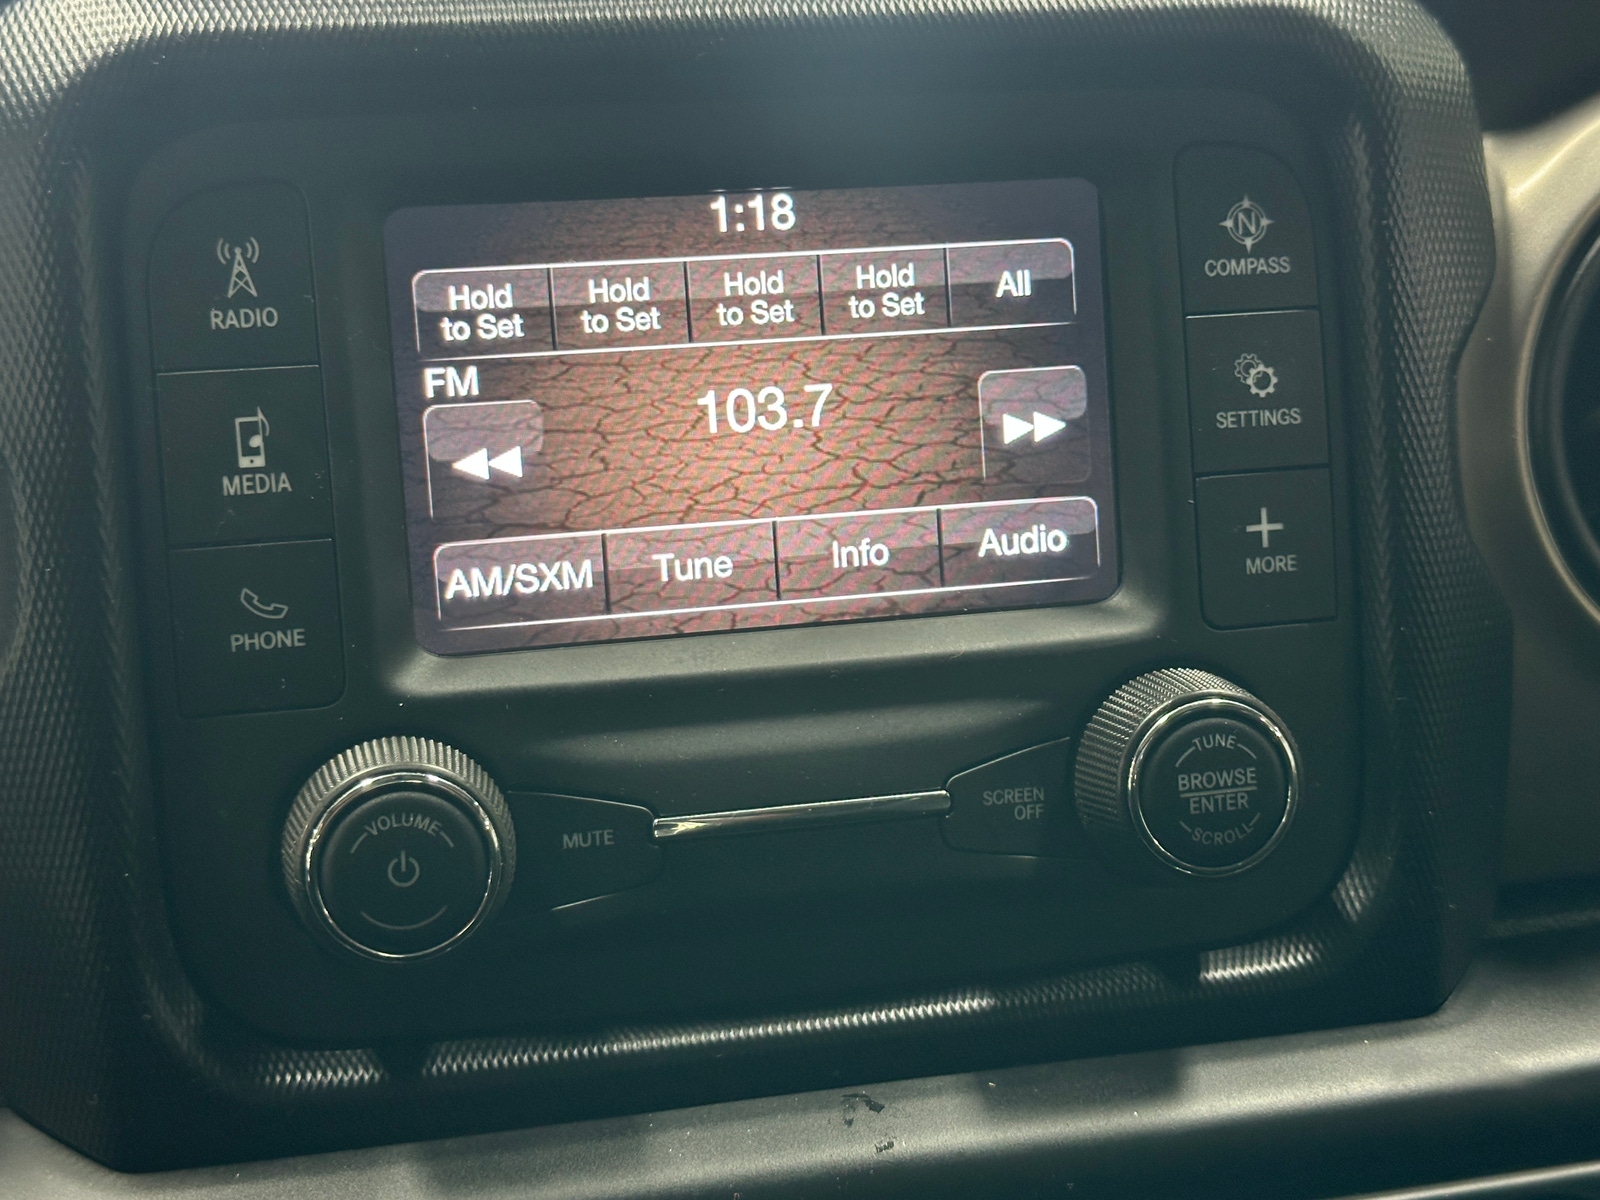 1:18
Hold
to Set
Hold
to Set
Hold
to Set
Hold
to Set
All
FM
103.7
AM/SXM
Tune
Info
Audio
RADIO
MEDIA
PHONE
N
COMPASS
SETTINGS
MORE
VOLUME
MUTE
SCREEN
OFF
TUNE
BROWSE
ENTER
SCROLL